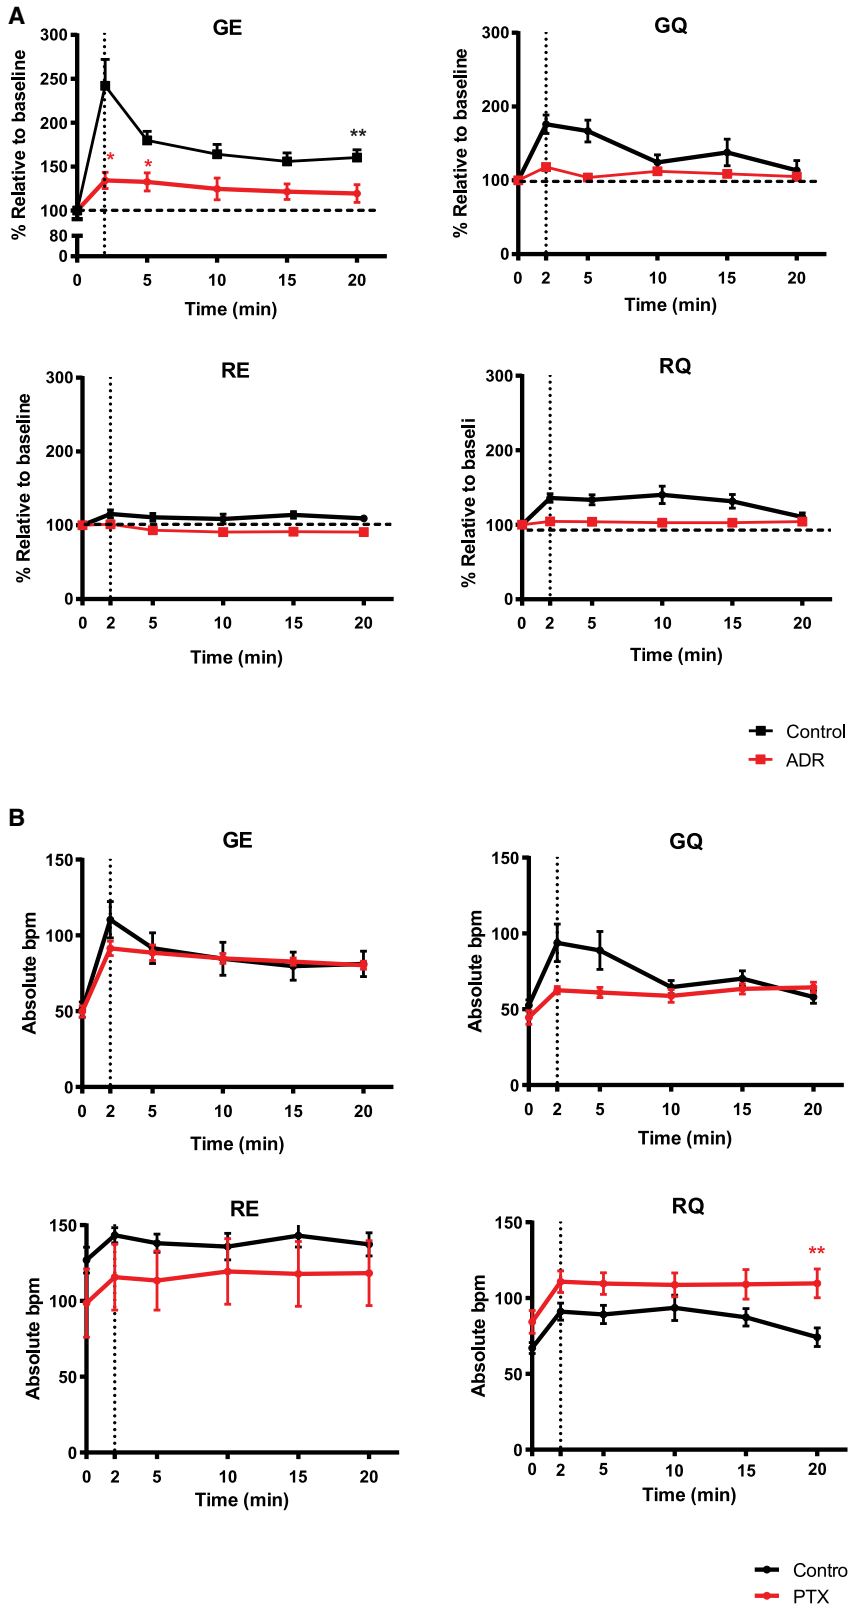 A
GE
% Relative to baseline
300
250
200
150
100
80
0
* * **
0 2 5 10 15 20
Time (min)
GQ
% Relative to baseline
300
200
100
0
0 2 5 10 15 20
Time (min)
RE
% Relative to baseline
300
200
100
0
0 2 5 10 15 20
Time (min)
RQ
% Relative to baseli
300
200
100
0
0 2 5 10 15 20
Time (min)
Control
ADR
B
GE
Absolute bpm
150
100
50
0
0 2 5 10 15 20
Time (min)
GQ
Absolute bpm
150
100
50
0
0 2 5 10 15 20
Time (min)
RE
Absolute bpm
150
100
50
0
0 2 5 10 15 20
Time (min)
RQ
Absolute bpm
150
100
50
0
**
0 2 5 10 15 20
Time (min)
Contro
PTX